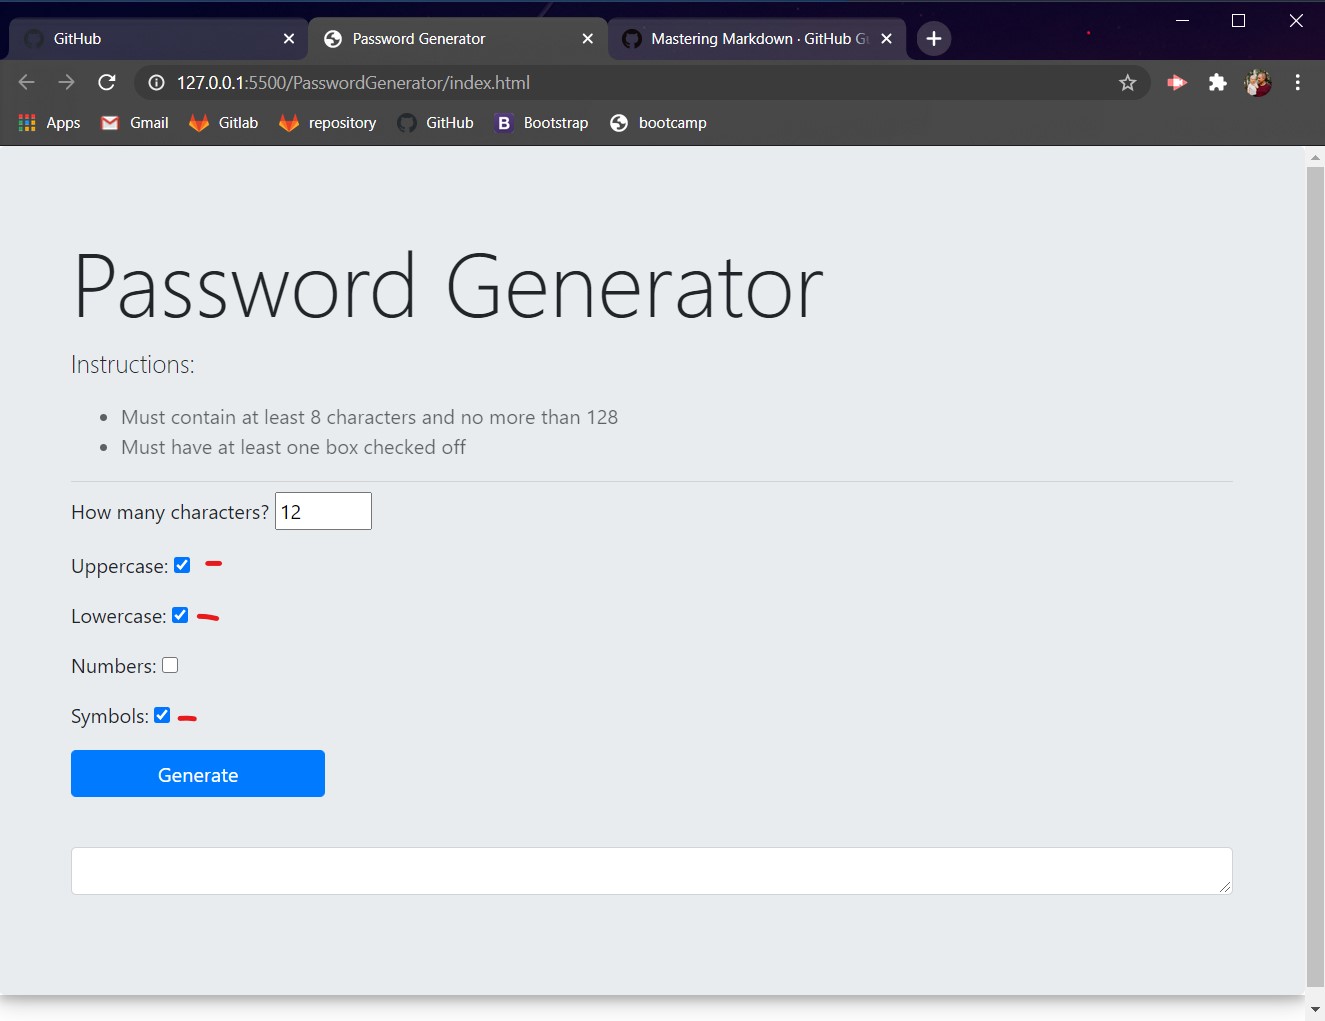 GitHub
Password Generator
Mastering Markdown · GitHub G
127.0.0.1:5500/PasswordGenerator/index.html
Apps Gmail Gitlab repository GitHub B Bootstrap bootcamp
Password Generator
Instructions:
• Must contain at least 8 characters and no more than 128
• Must have at least one box checked off
How many characters? 12
Uppercase:
Lowercase:
Numbers:
Symbols:
Generate